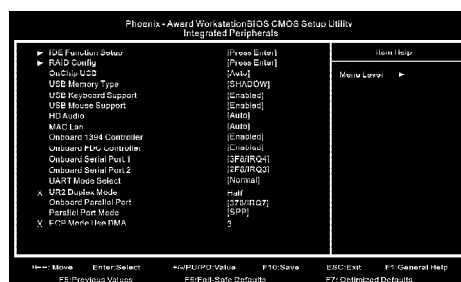 Phoenix - Award WorkstationBIOS CMOS Setup Utility
Integrated Peripherals
► IDE Function Setup [Press Enter]
► RAID Config [Press Enter]
OnChip USB [Auto]
USB Memory Type [SHADOW]
USB Keyboard Support [Enabled]
USB Mouse Support [Enabled]
HD Audio [Auto]
MAC Lan [Auto]
Onboard 1394 Controller [Enabled]
Onboard FDC Controller [Enabled]
Onboard Serial Port 1 [3F8/IRQ4]
Onboard Serial Port 2 [2F8/IRQ3]
UART Mode Select [Normal]
X UR2 Duplex Mode Half
Onboard Parallel Port [378/IRQ7]
Parallel Port Mode [SPP]
X ECP Mode Use DMA 3
Item Help
Menu Level ►
↑↓←→: Move Enter:Select +/-/PU/PD:Value F10:Save ESC:Exit F1:General Help
F5:Previous Values F6:Fail-Safe Defaults F7: Optimized Defaults